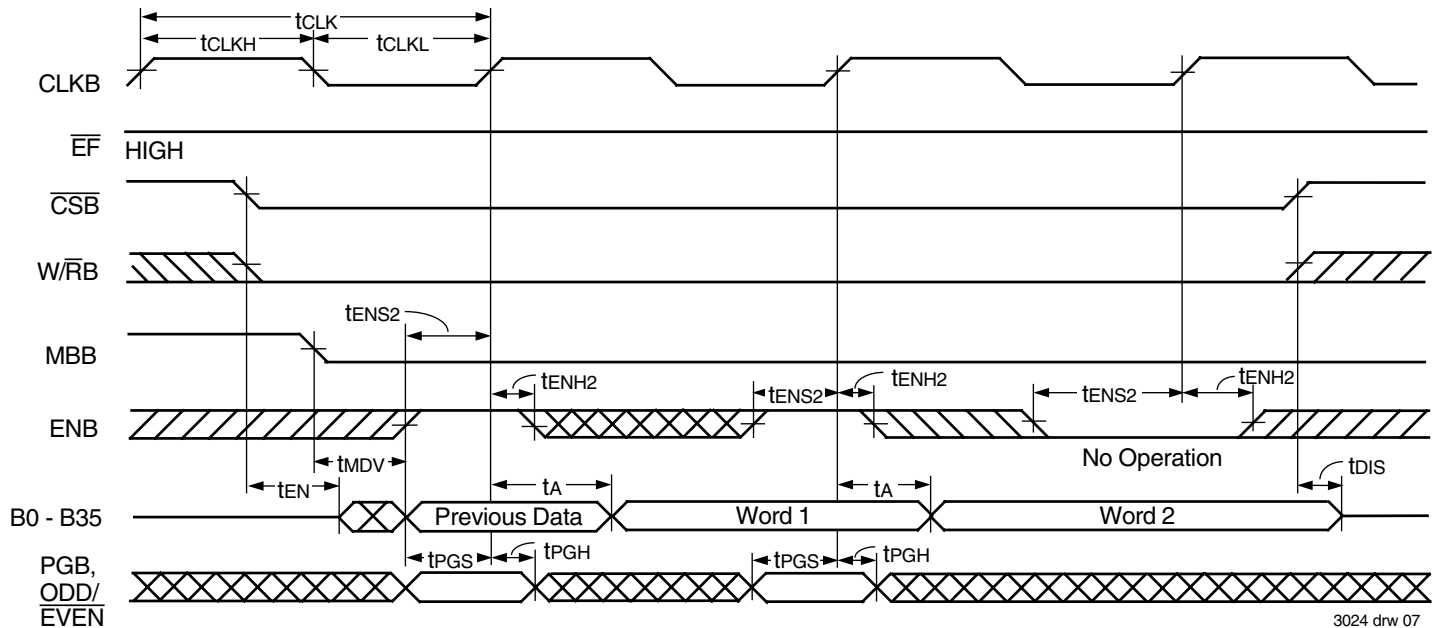 tCLK
tCLKH tCLKL
CLKB
EF HIGH
CSB
W/RB
tENS2
MBB
tENH2 tENS2 tENH2 tENS2 tENH2
ENB
No Operation
tMDV
tEN tA tA tDIS
B0 - B35 Previous Data Word 1 Word 2
tPGS tPGH tPGS tPGH
PGB,
ODD/
EVEN
3024 drw 07